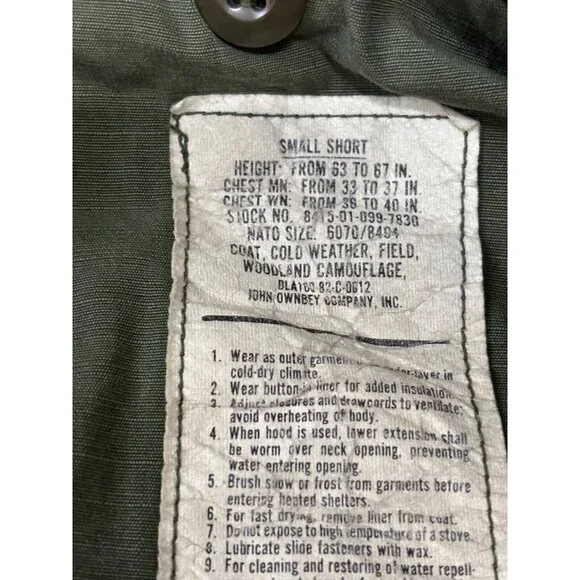 SMALL SHORT
HEIGHT: FROM 63 TO 67 IN.
CHEST MN: FROM 33 TO 37 IN.
CHEST WN: FROM 36 TO 40 IN.
STOCK NO. 8415-01-099-7830
NATO SIZE: 6070/8494
COAT, COLD WEATHER, FIELD,
WOODLAND CAMOUFLAGE,
DLA100-82-C-0612
JOHN OWNBEY COMPANY, INC.
1. Wear as outer garment layer in
cold-dry climate.
2. Wear button-in liner for added insulation.
3. Adjust closures and drawcords to ventilate;
avoid overheating of body.
4. When hood is used, lower extension shall
be worn over neck opening, preventing
water entering opening.
5. Brush snow or frost from garments before
entering heated shelters.
6. For fast drying, remove liner from coat.
7. Do not expose to high temperature of a stove.
8. Lubricate slide fasteners with wax.
9. For cleaning and restoring of water repell-